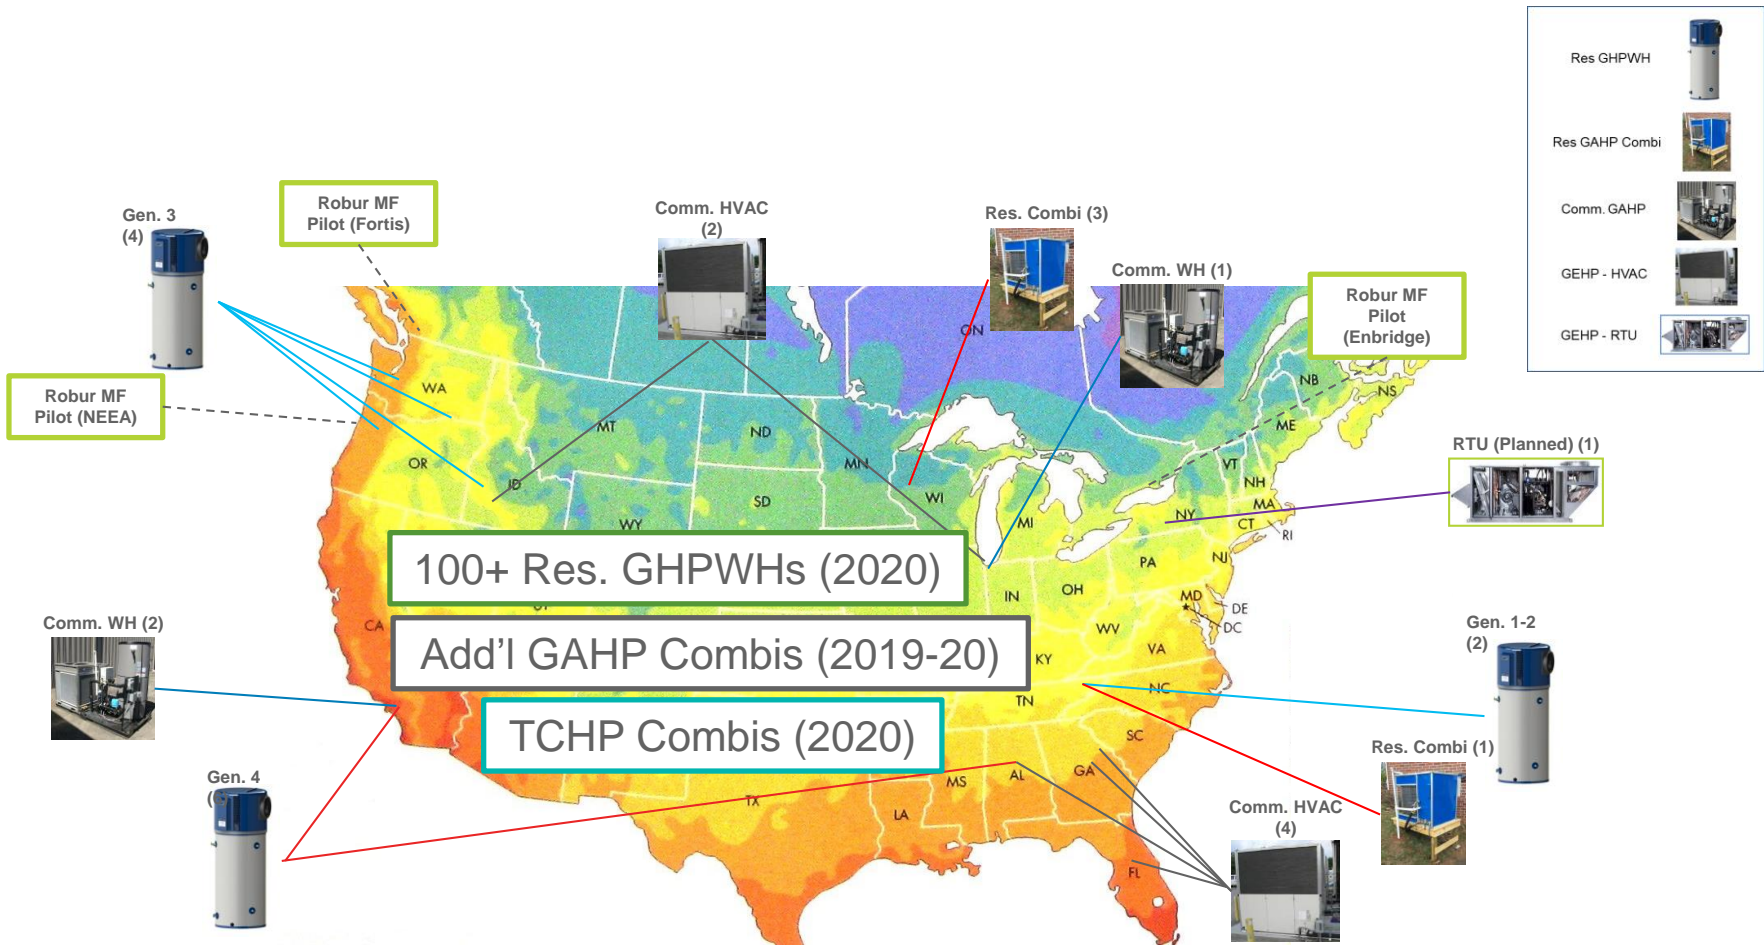 Res GHPWH
Res GAHP Combi
Comm. GAHP
GEHP - HVAC
GEHP - RTU
Robur MF
Pilot (Fortis)
Gen. 3
(4)
Comm. HVAC
(2)
Res. Combi (3)
Comm. WH (1)
Robur MF
Pilot
(Enbridge)
Robur MF
Pilot (NEEA)
RTU (Planned) (1)
ON
NB
NS
WA
MT
ND
MN
ME
OR
ID
WY
SD
WI
MI
VT
NH
MA
NY
CT
RI
100+ Res. GHPWHs (2020)
PA
NJ
IN
OH
MD
DE
DC
UT
CA
WV
VA
KY
Add'l GAHP Combis (2019-20)
Comm. WH (2)
Gen. 1-2
(2)
TN
NC
TCHP Combis (2020)
SC
Res. Combi (1)
MS
AL
GA
TX
LA
FL
Gen. 4
(
Comm. HVAC
(4)